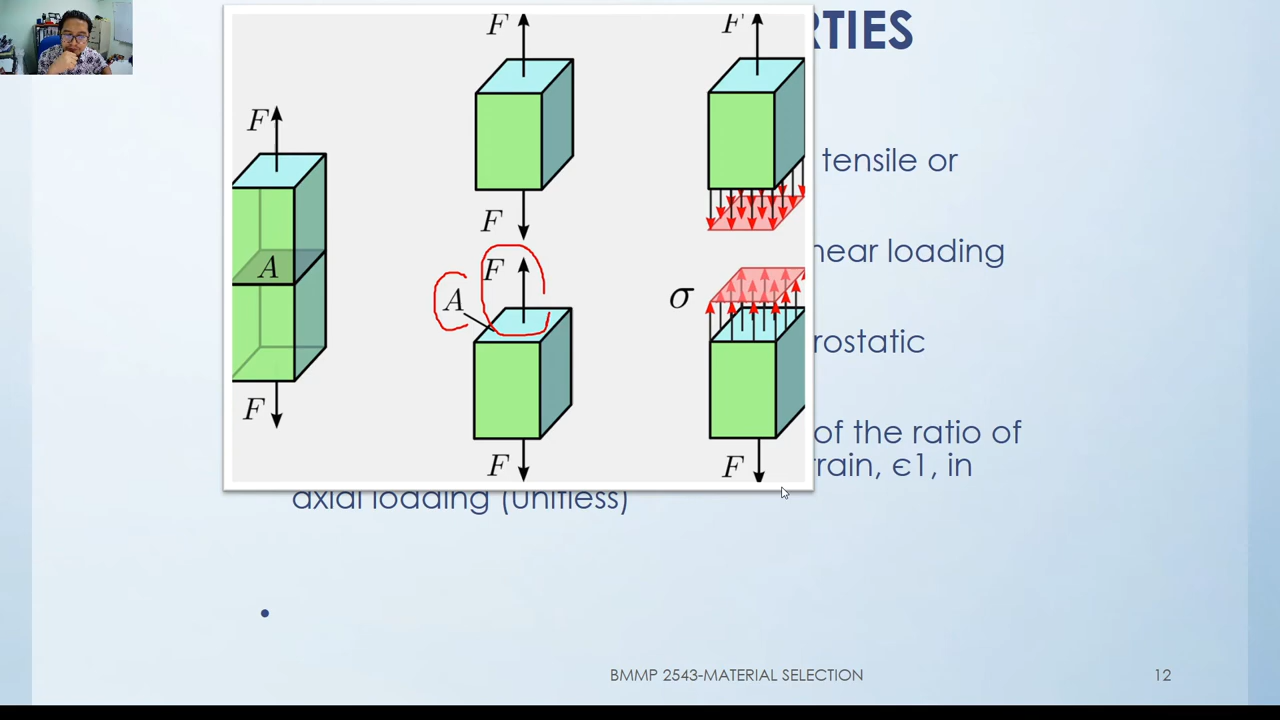 RTIES
F
F
F
tensile or
F
hear loading
A
F
A
σ
rostatic
F
of the ratio of
F
F
rain, є1, in
axial loading (unitless)
•
BMMP 2543-MATERIAL SELECTION
12